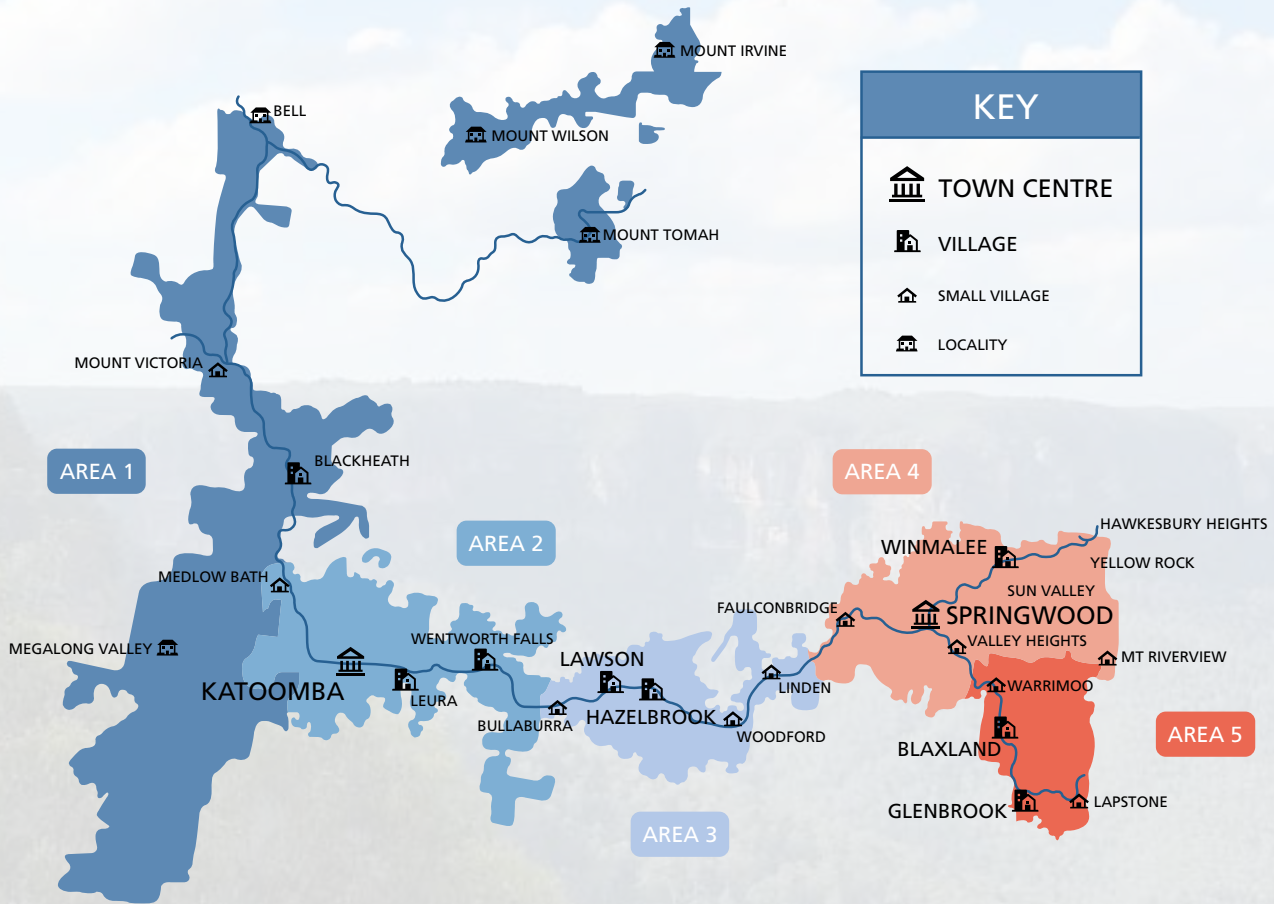 MOUNT IRVINE
BELL
MOUNT WILSON
MOUNT TOMAH
KEY
TOWN CENTRE
VILLAGE
SMALL VILLAGE
LOCALITY
MOUNT VICTORIA
BLACKHEATH
AREA 1
AREA 4
AREA 2
HAWKESBURY HEIGHTS
WINMALEE
YELLOW ROCK
MEDLOW BATH
SUN VALLEY
FAULCONBRIDGE
SPRINGWOOD
WENTWORTH FALLS
VALLEY HEIGHTS
MEGALONG VALLEY
LAWSON
MT RIVERVIEW
KATOOMBA
LINDEN
WARRIMOO
LEURA
HAZELBROOK
BULLABURRA
WOODFORD
AREA 5
BLAXLAND
LAPSTONE
GLENBROOK
AREA 3